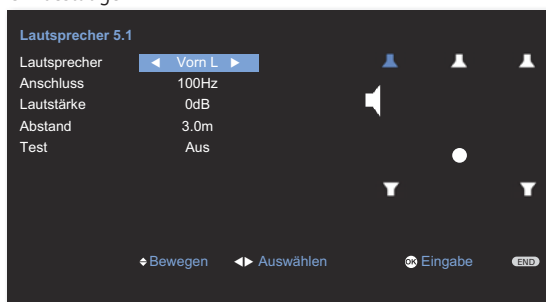 Lautsprecher 5.1
Lautsprecher Vorn L
Anschluss 100Hz
Lautstärke 0dB
Abstand 3.0m
Test Aus
Bewegen Auswählen OK Eingabe END